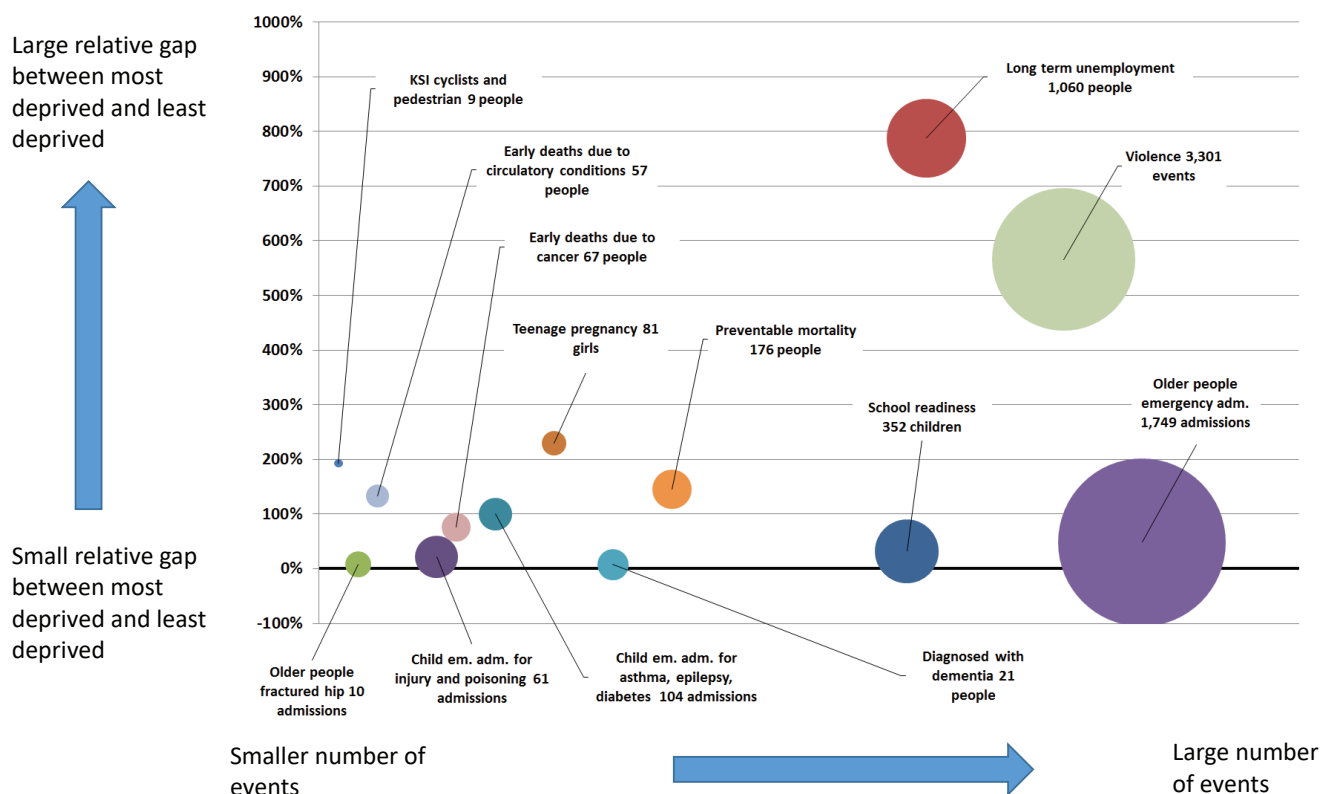 Large relative gap
between most
deprived and least
deprived
Small relative gap
between most
deprived and least
deprived
1000%
900%
800%
700%
600%
500%
400%
300%
200%
100%
0%
-100%
KSI cyclists and
pedestrian 9 people
Early deaths due to
circulatory conditions 57
people
Early deaths due to
cancer 67 people
Teenage pregnancy 81
girls
Preventable mortality
176 people
Long term unemployment
1,060 people
Violence 3,301
events
School readiness
352 children
Older people
emergency adm.
1,749 admissions
Older people
fractured hip 10
admissions
Child em. adm. for
injury and poisoning 61
admissions
Child em. adm. for
asthma, epilepsy,
diabetes 104 admissions
Diagnosed with
dementia 21
people
Smaller number of
events
Large number
of events